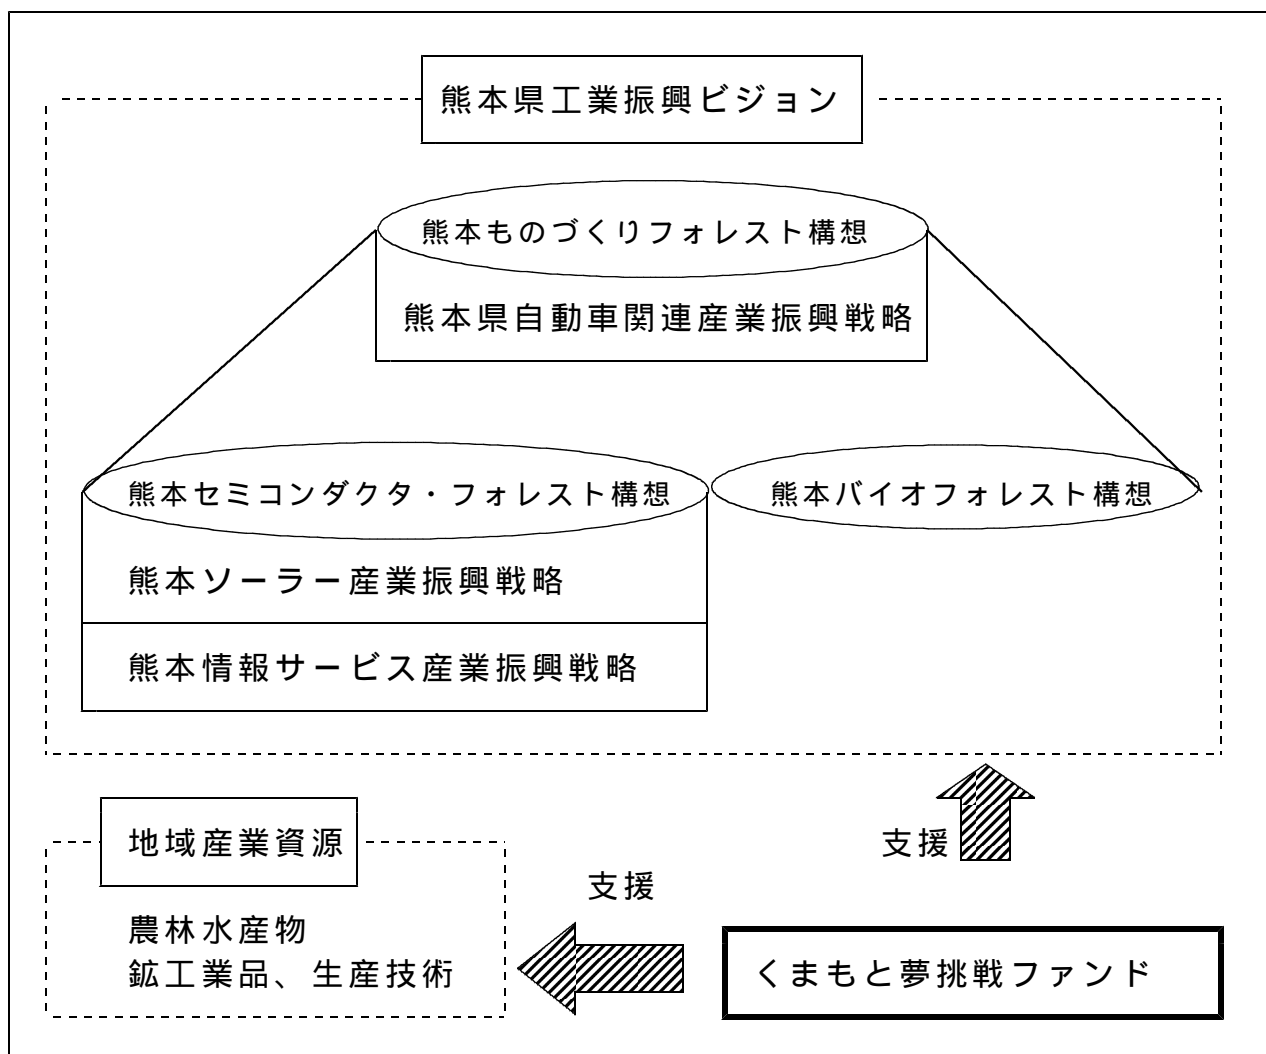 熊本県工業振興ビジョン
熊本ものづくりフォレスト構想
熊本県自動車関連産業振興戦略
熊本セミコンダクタ・フォレスト構想
熊本バイオフォレスト構想
熊本ソーラー産業振興戦略
熊本情報サービス産業振興戦略
地域産業資源
農林水産物
鉱工業品、生産技術
支援
支援
くまもと夢挑戦ファンド